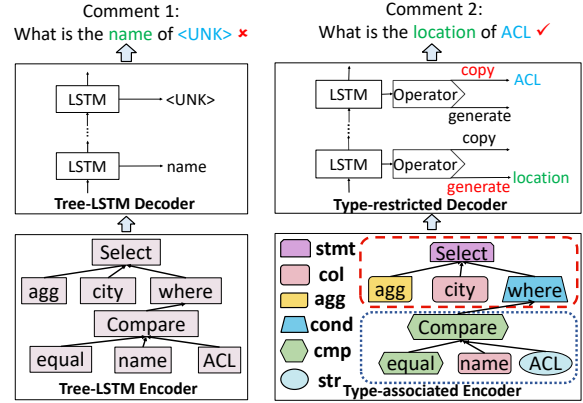 Comment 1:
What is the name of <UNK> ✘
LSTM
<UNK>
LSTM
name
Tree-LSTM Decoder
Select
agg
city
where
Compare
equal
name
ACL
Tree-LSTM Encoder
Comment 2:
What is the location of ACL ✓
copy
LSTM
Operator
ACL
generate
copy
LSTM
Operator
location
generate
Type-restricted Decoder
stmt
col
agg
cond
cmp
str
Select
agg
city
where
Compare
equal
name
ACL
Type-associated Encoder